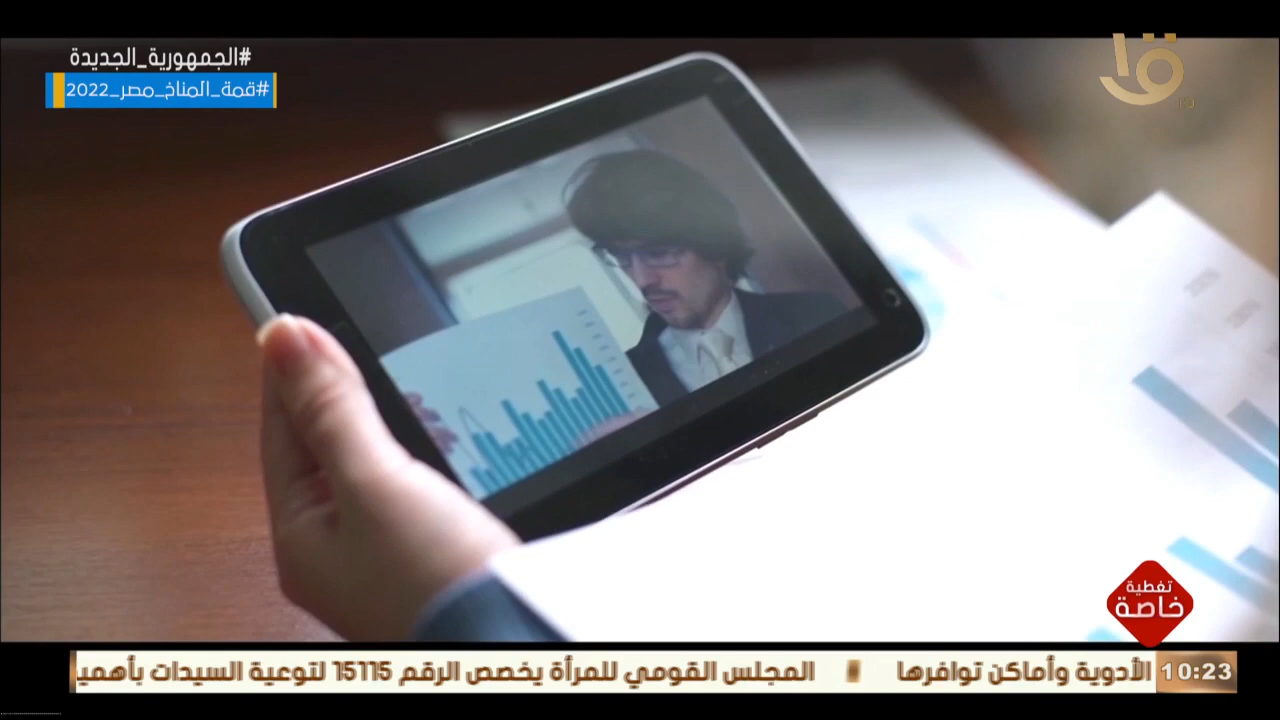 #الجمهورية_الجديدة
#قمة_المناخ_مصر_2022
تغطية
خاصة
10:23
الأدوية وأماكن توافرها
المجلس القومي للمرأة يخصص الرقم 15115 لتوعية السيدات بأهمي